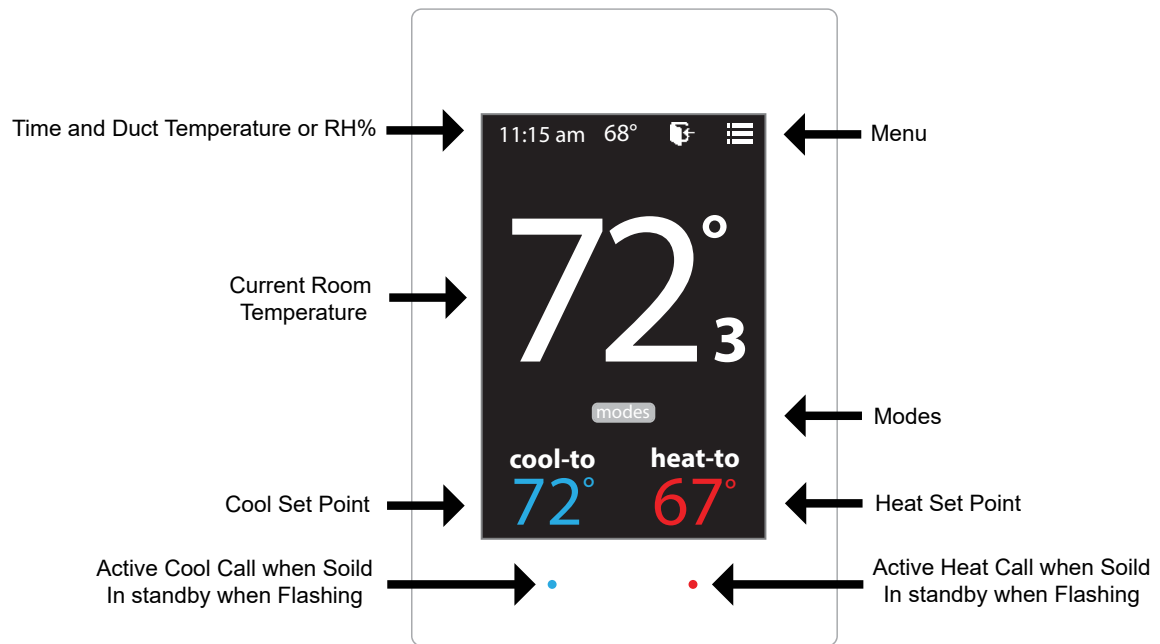 Time and Duct Temperature or RH%
11:15 am 68°
Menu
72°3
Current Room
Temperature
modes
Modes
cool-to heat-to
72° 67°
Cool Set Point
Heat Set Point
Active Cool Call when Soild
In standby when Flashing
Active Heat Call when Soild
In standby when Flashing